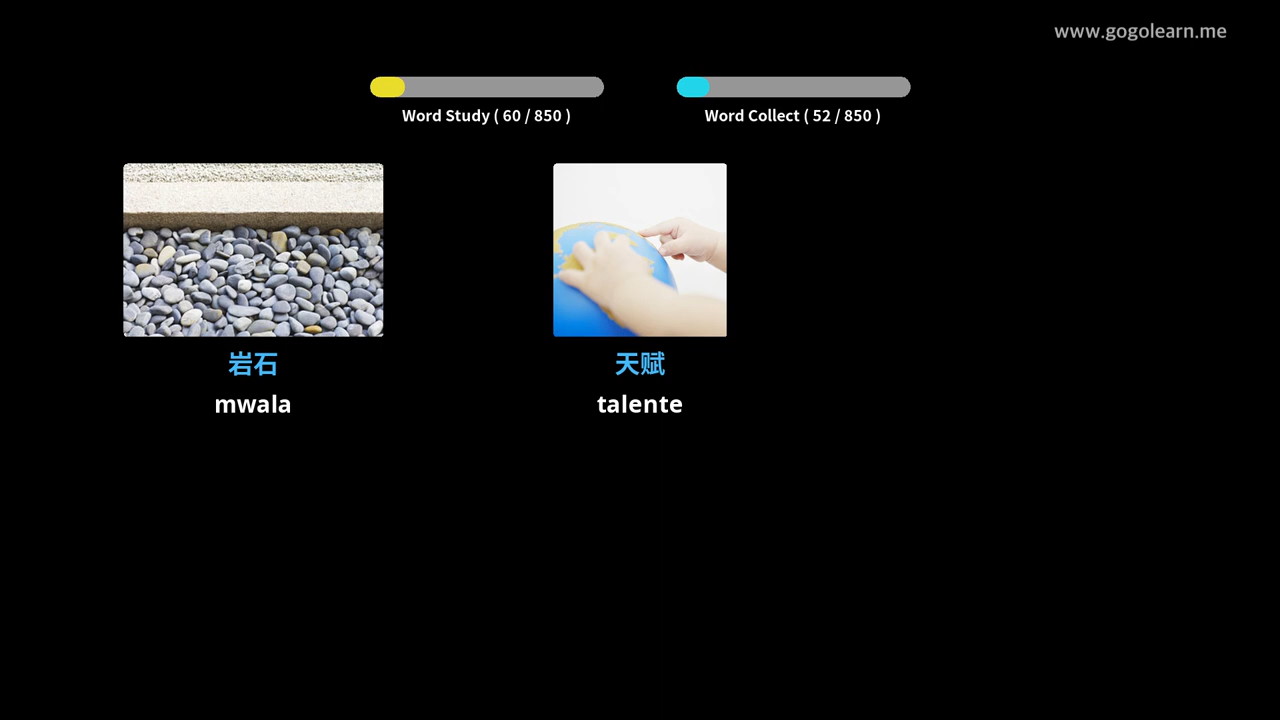 www.gogolearn.me
Word Study ( 60 / 850 )
Word Collect ( 52 / 850 )
岩石
mwala
天赋
talente